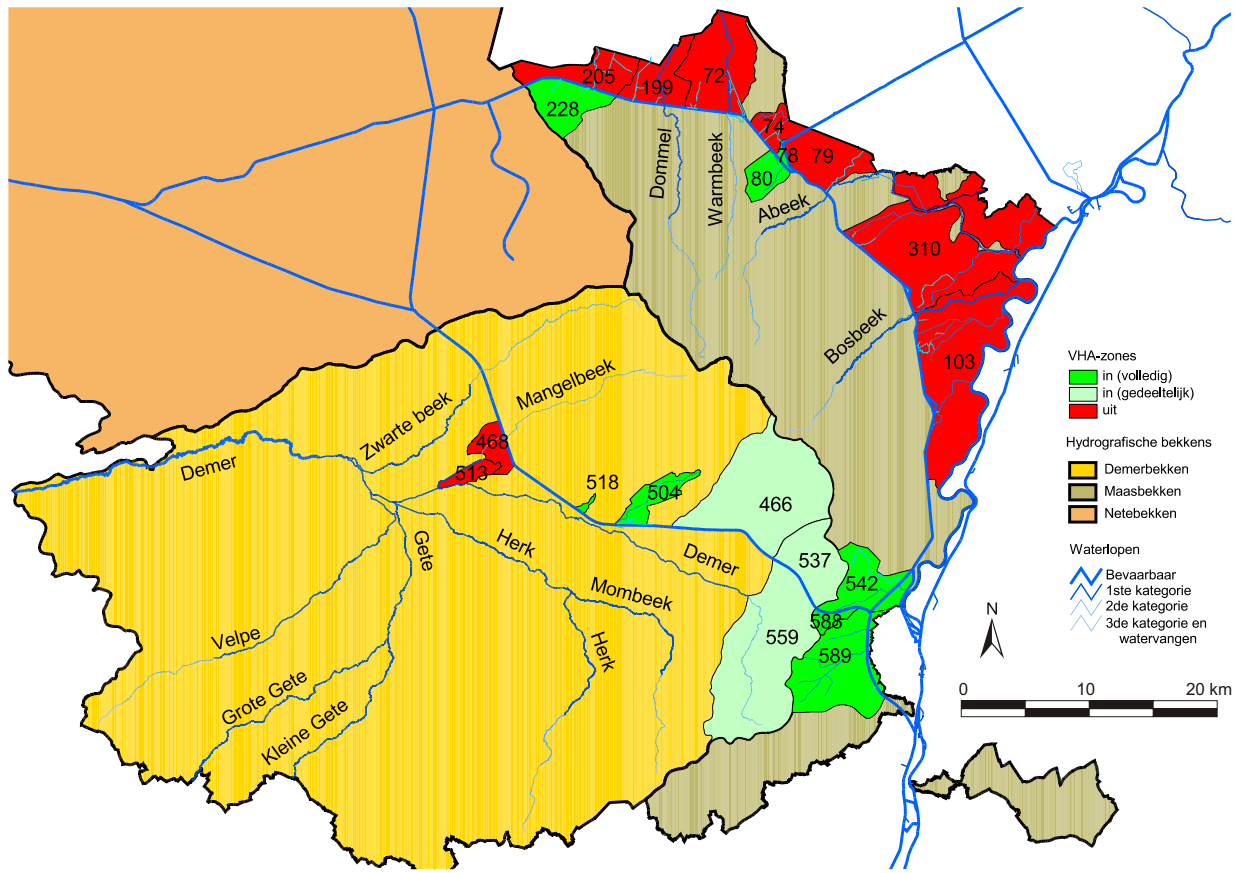 205
199
72
228
74
78
79
80
Dommel
Warmbeek
Abeek
310
Bosbeek
103
VHA-zones
in (volledig)
in (gedeeltelijk)
uit
Hydrografische bekkens
Demerbekken
Maasbekken
Netebekken
Waterlopen
Bevaarbaar
1ste kategorie
2de kategorie
3de kategorie en
watervangen
N
0 10 20 km
Zwarte beek
Mangelbeek
Demer
468
513
518
504
466
537
542
588
559
589
Gete
Herk
Demer
Mombeek
Herk
Velpe
Grote Gete
Kleine Gete